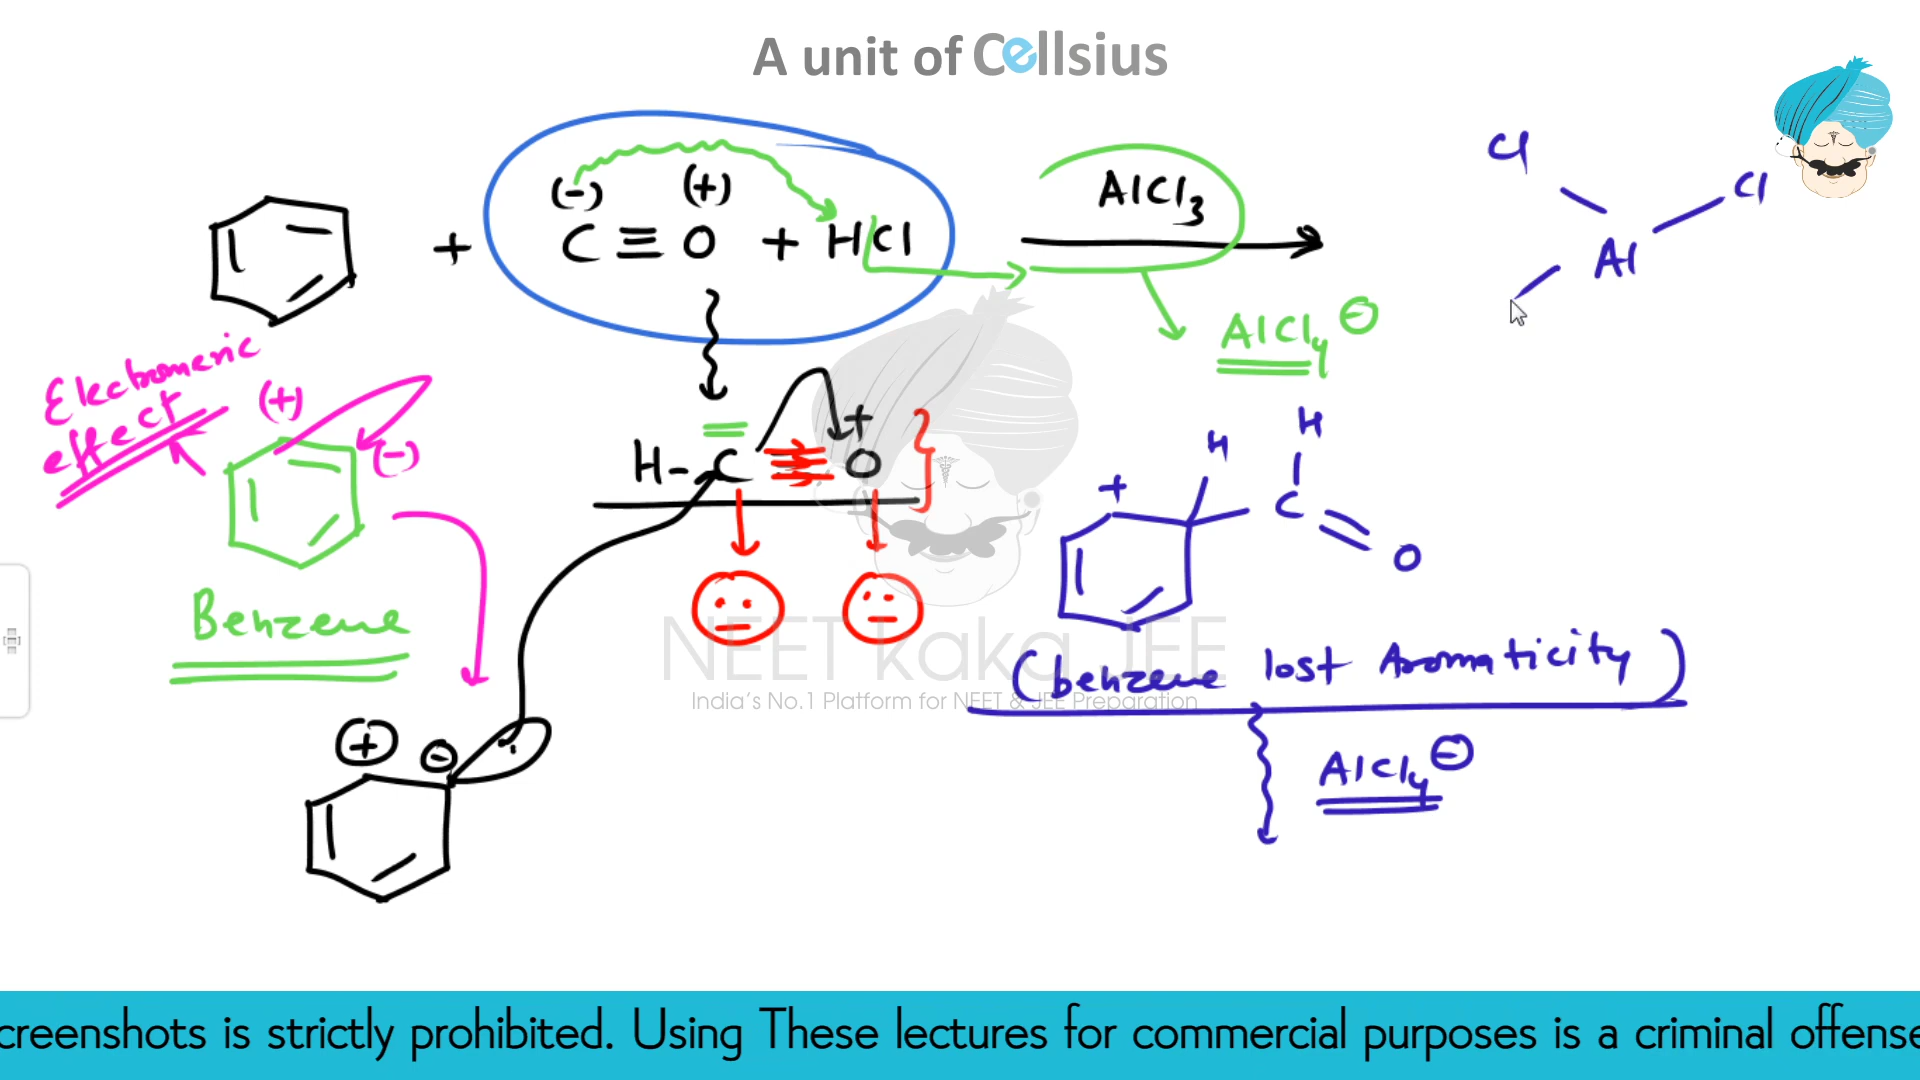 A unit of Cellsius
(-) (+)
C ≡ O + HCl
+
AlCl3
AlCl4 ⊖
Cl
Cl
Al
Electromeric
effect
(+)
(-)
Benzene
H-C ≡ O
+
H
H
+
C
O
(benzene lost Aromaticity)
AlCl4 ⊖
⊕ ⊖
NEET kaka JEE
India's No.1 Platform for NEET & JEE Preparation
creenshots is strictly prohibited. Using These lectures for commercial purposes is a criminal offense